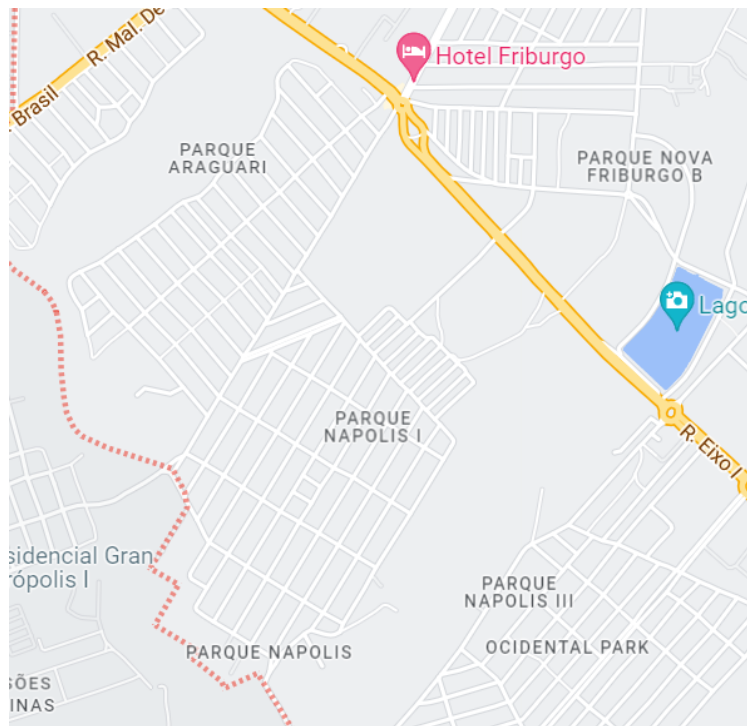 R. Mal. De
Brasil
Hotel Friburgo
PARQUE
ARAGUARI
PARQUE NOVA
FRIBURGO B
Lago
PARQUE
NAPOLIS I
R. Eixo I
sidencial Gran
rópolis I
PARQUE
NAPOLIS III
PARQUE NAPOLIS
OCIDENTAL PARK
SÕES
INAS